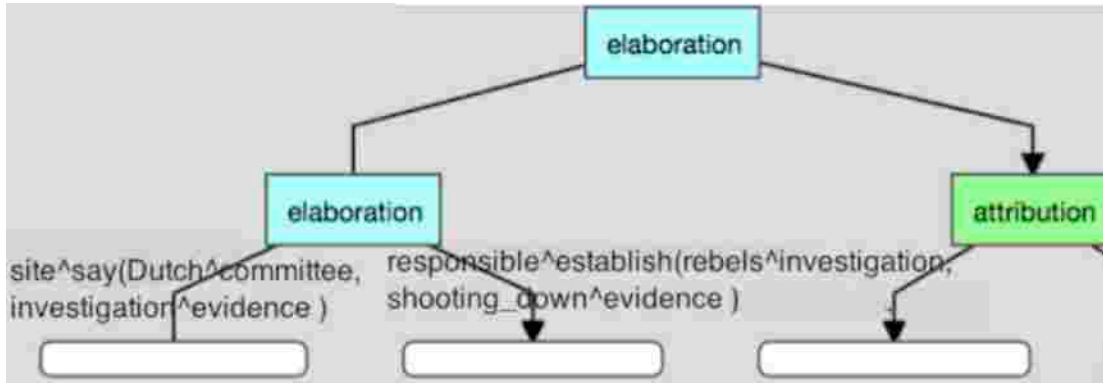 elaboration
elaboration
attribution
site^say(Dutch^committee,
investigation^evidence )
responsible^establish(rebels^investigation,
shooting_down^evidence )